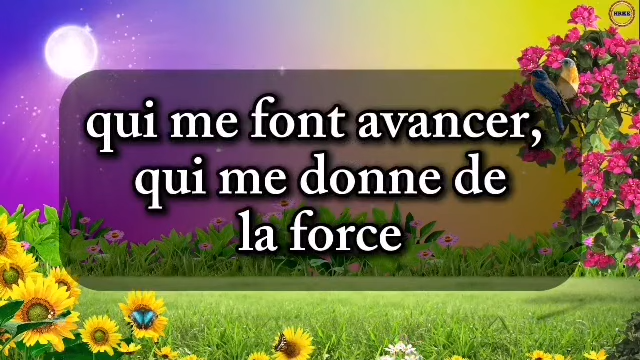 qui me font avancer,
qui me donne de
la force